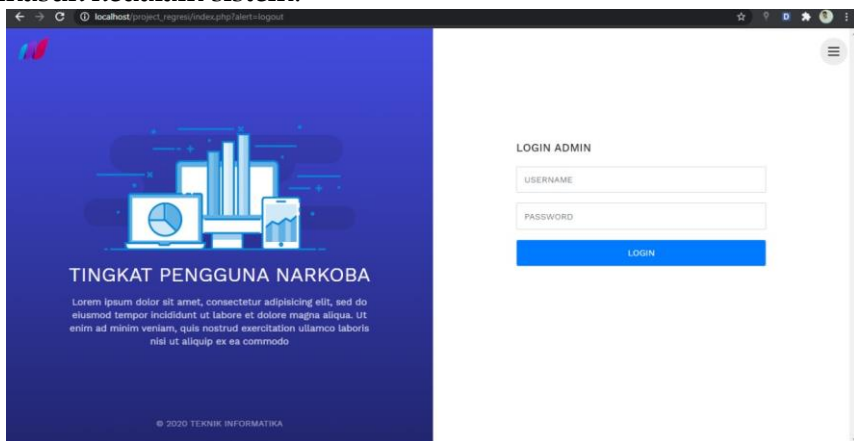 localhost/project_regresi/index.php?alert=logout
LOGIN ADMIN
USERNAME
PASSWORD
LOGIN
TINGKAT PENGGUNA NARKOBA
Lorem ipsum dolor sit amet, consectetur adipisicing elit, sed do
eiusmod tempor incididunt ut labore et dolore magna aliqua. Ut
enim ad minim veniam, quis nostrud exercitation ullamco laboris
nisi ut aliquip ex ea commodo
© 2020 TEKNIK INFORMATIKA